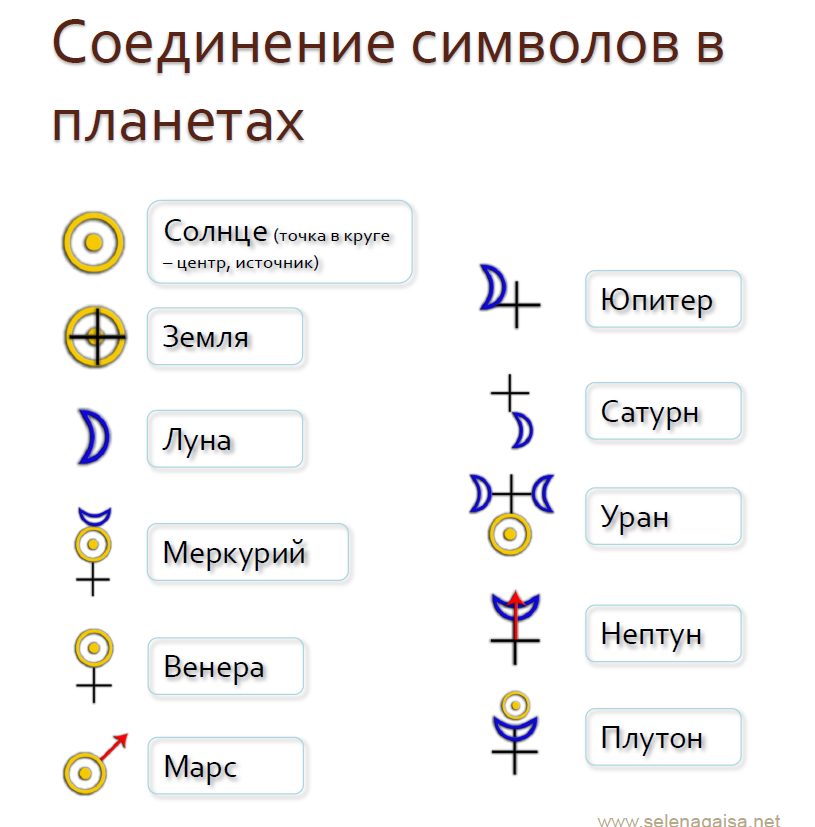 Соединение символов в
планетах
Солнце (точка в круге
– центр, источник)
Земля
Луна
Меркурий
Венера
Марс
Юпитер
Сатурн
Уран
Нептун
Плутон
www.selenagaisa.net